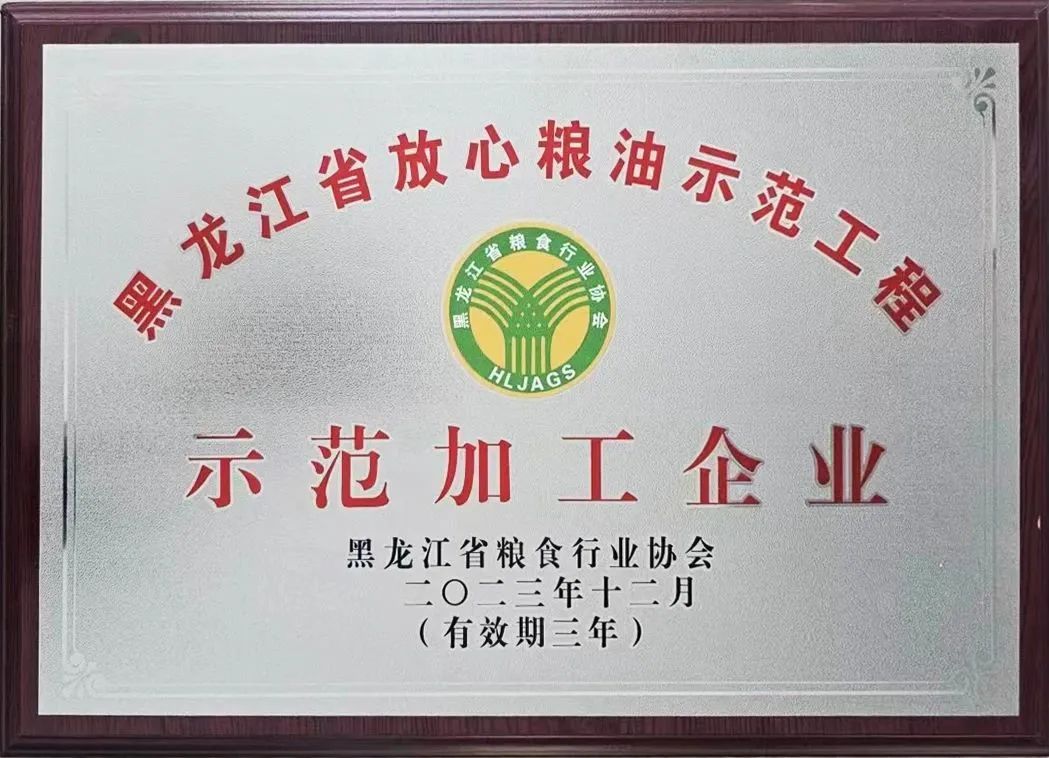 黑龙江省放心粮油示范工程
黑龙江省粮食行业协会
HLJAGS
示范加工企业
黑龙江省粮食行业协会
二〇二三年十二月
（有效期三年）